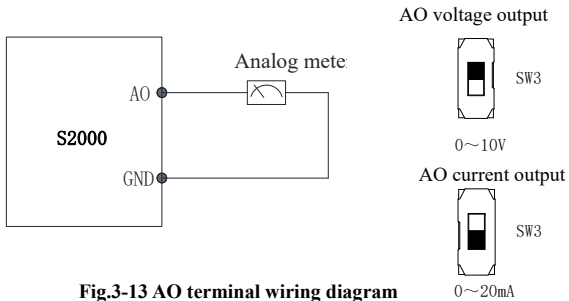 AO voltage output
Analog mete
AO
SW3
S2000
0～10V
GND
AO current output
SW3
Fig.3-13 AO terminal wiring diagram
0～20mA